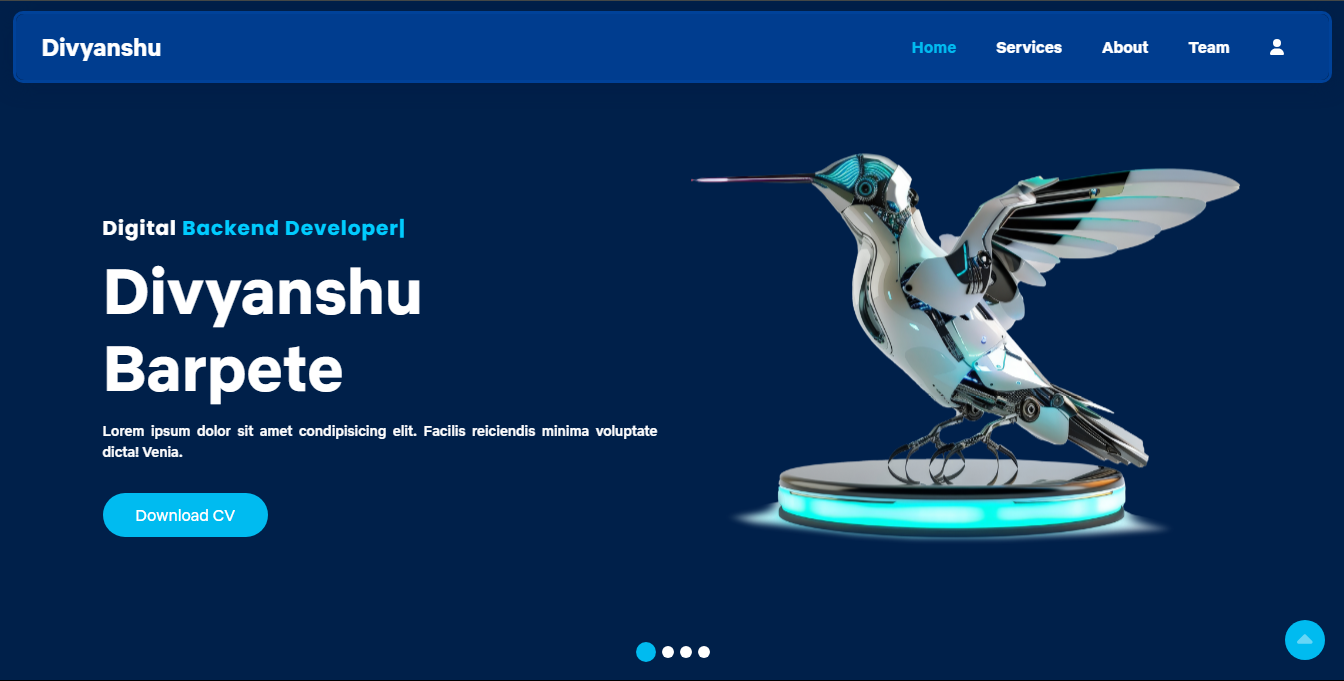 Divyanshu
Home Services About Team
Digital Backend Developer|
Divyanshu
Barpete
Lorem ipsum dolor sit amet condipisicing elit. Facilis reiciendis minima voluptate
dicta! Venia.
Download CV